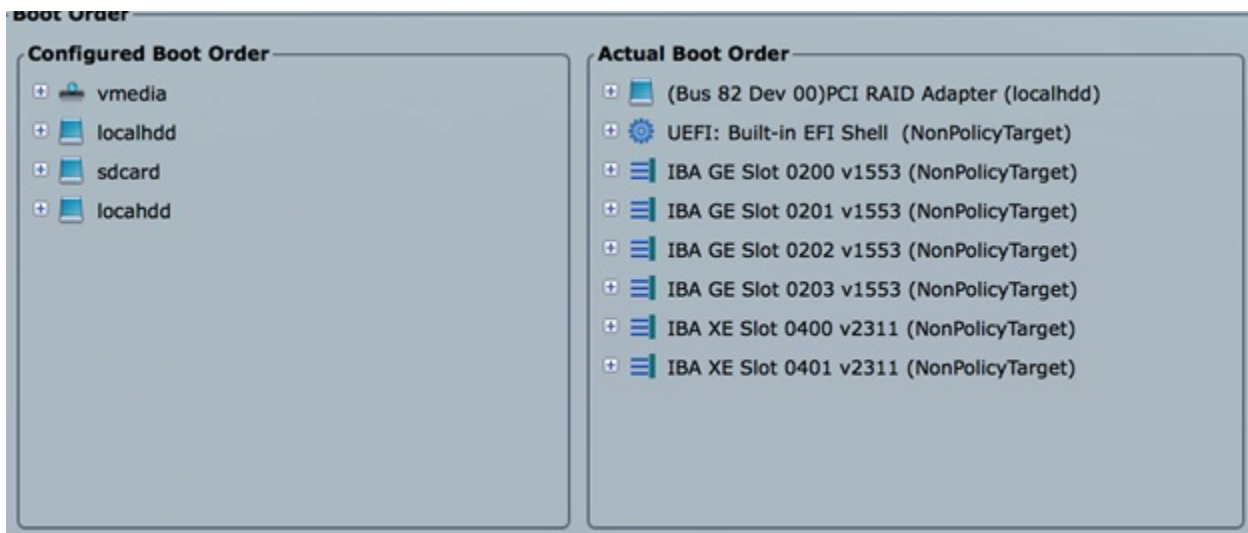 Boot Order
Configured Boot Order
vmedia
localhdd
sdcard
locahdd
Actual Boot Order
(Bus 82 Dev 00)PCI RAID Adapter (localhdd)
UEFI: Built-in EFI Shell (NonPolicyTarget)
IBA GE Slot 0200 v1553 (NonPolicyTarget)
IBA GE Slot 0201 v1553 (NonPolicyTarget)
IBA GE Slot 0202 v1553 (NonPolicyTarget)
IBA GE Slot 0203 v1553 (NonPolicyTarget)
IBA XE Slot 0400 v2311 (NonPolicyTarget)
IBA XE Slot 0401 v2311 (NonPolicyTarget)